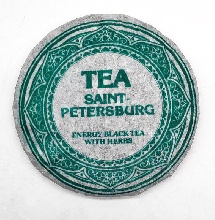 TEA
SAINT
PETERSBURG
ENERGY BLACK TEA
WITH HERBS